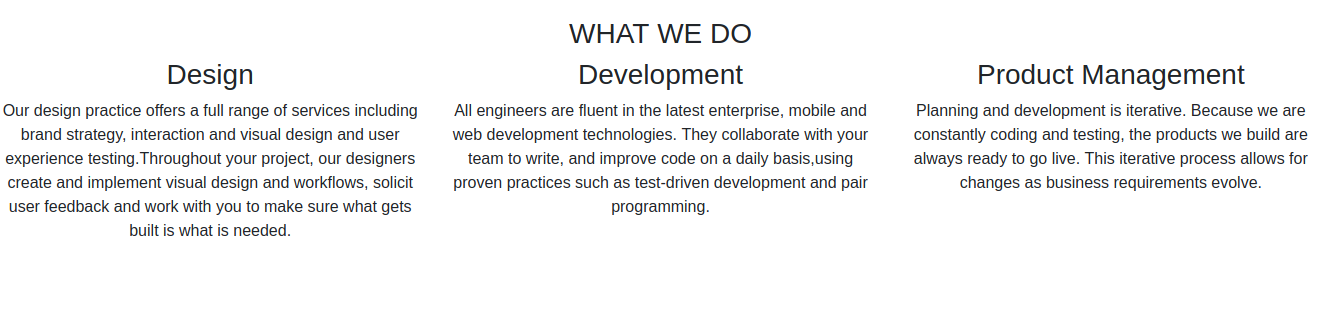 WHAT WE DO
Design
Our design practice offers a full range of services including
brand strategy, interaction and visual design and user
experience testing.Throughout your project, our designers
create and implement visual design and workflows, solicit
user feedback and work with you to make sure what gets
built is what is needed.
Development
All engineers are fluent in the latest enterprise, mobile and
web development technologies. They collaborate with your
team to write, and improve code on a daily basis,using
proven practices such as test-driven development and pair
programming.
Product Management
Planning and development is iterative. Because we are
constantly coding and testing, the products we build are
always ready to go live. This iterative process allows for
changes as business requirements evolve.